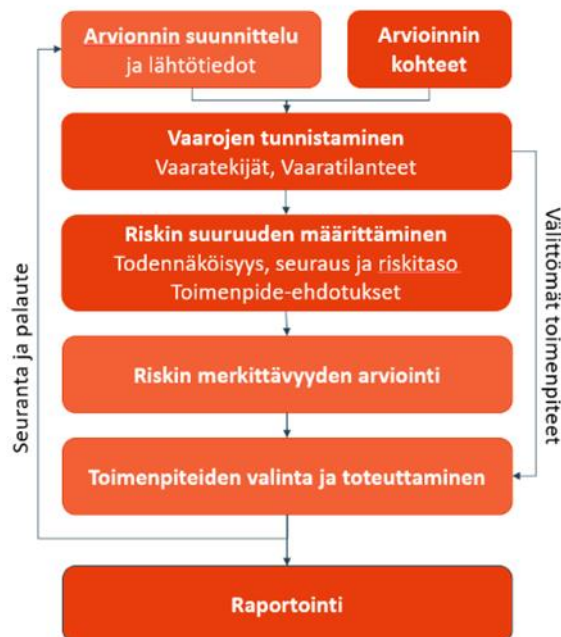 Arvionnin suunnittelu
ja lähtötiedot
Arvioinnin
kohteet
Vaarojen tunnistaminen
Vaaratekijät, Vaaratilanteet
Riskin suuruuden määrittäminen
Todennäköisyys, seuraus ja riskitaso
Toimenpide-ehdotukset
Riskin merkittävyyden arviointi
Toimenpiteiden valinta ja toteuttaminen
Raportointi
Seuranta ja palaute
Välittömät toimenpiteet